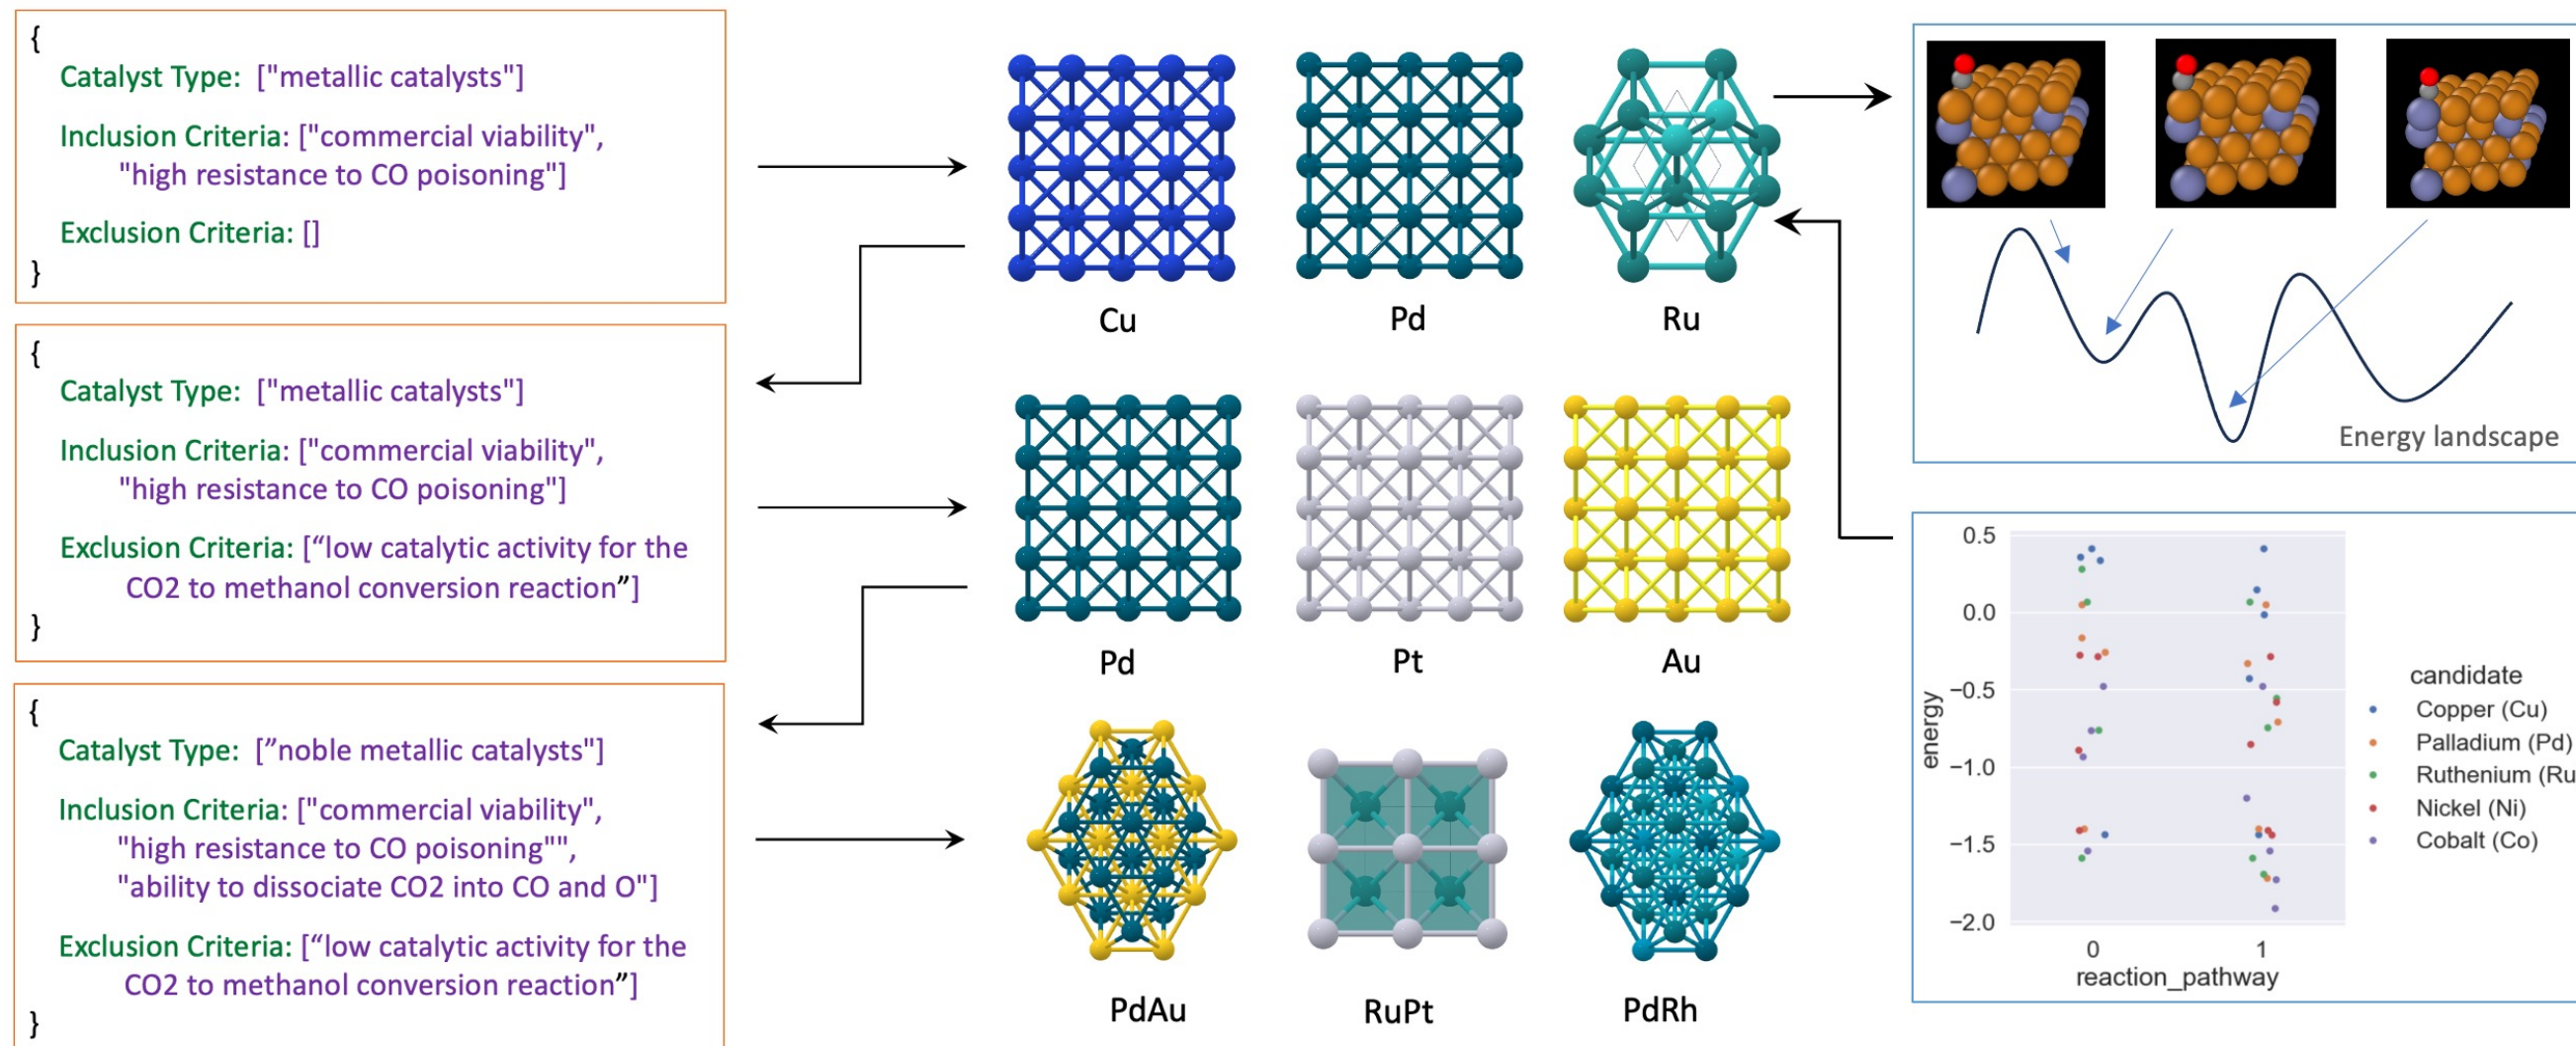 {
Catalyst Type: ["metallic catalysts"]
Inclusion Criteria: ["commercial viability",
"high resistance to CO poisoning"]
Exclusion Criteria: []
}
{
Catalyst Type: ["metallic catalysts"]
Inclusion Criteria: ["commercial viability",
"high resistance to CO poisoning"]
Exclusion Criteria: [“low catalytic activity for the
CO2 to methanol conversion reaction”]
}
{
Catalyst Type: [”noble metallic catalysts"]
Inclusion Criteria: ["commercial viability",
"high resistance to CO poisoning"",
"ability to dissociate CO2 into CO and O"]
Exclusion Criteria: [“low catalytic activity for the
CO2 to methanol conversion reaction”]
}
Cu Pd Ru
Pd Pt Au
PdAu RuPt PdRh
Energy landscape
0.5
0.0
−0.5
−1.0
−1.5
−2.0
energy
0 1
reaction_pathway
candidate
Copper (Cu)
Palladium (Pd)
Ruthenium (Ru
Nickel (Ni)
Cobalt (Co)